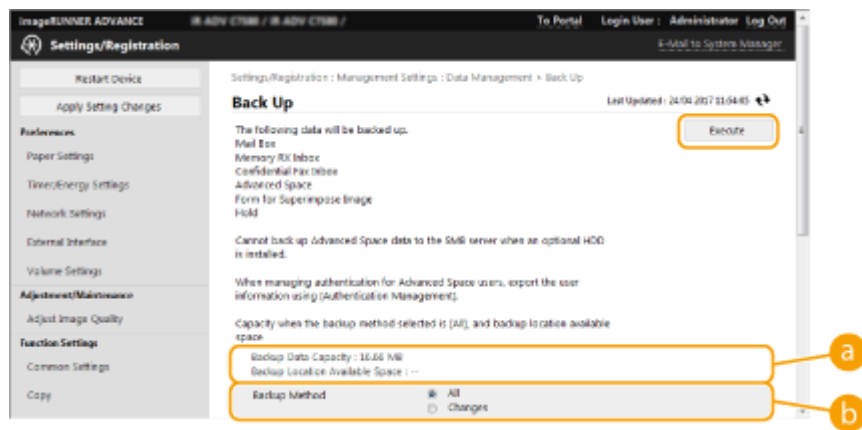 imageRUNNER ADVANCE iR-ADV C7580 / iR-ADV C7580 / To Portal Login User : Administrator Log Out
Settings/Registration E-Mail to System Manager
Restart Device
Apply Setting Changes
Preferences
Paper Settings
Timer/Energy Settings
Network Settings
External Interface
Volume Settings
Adjustment/Maintenance
Adjust Image Quality
Function Settings
Common Settings
Copy
Settings/Registration : Management Settings : Data Management > Back Up
Back Up Last Updated : 24/04 2017 11:54:05
Execute
The following data will be backed up.
Mail Box
Memory RX Inbox
Confidential Fax Inbox
Advanced Space
Form for Superimpose Image
Hold
Cannot back up Advanced Space data to the SMB server when an optional HDD
is installed.
When managing authentication for Advanced Space users, export the user
information using [Authentication Management].
Capacity when the backup method selected is [All], and backup location available
space
Backup Data Capacity : 16.66 MB
Backup Location Available Space : --
Backup Method All
Changes
a
b